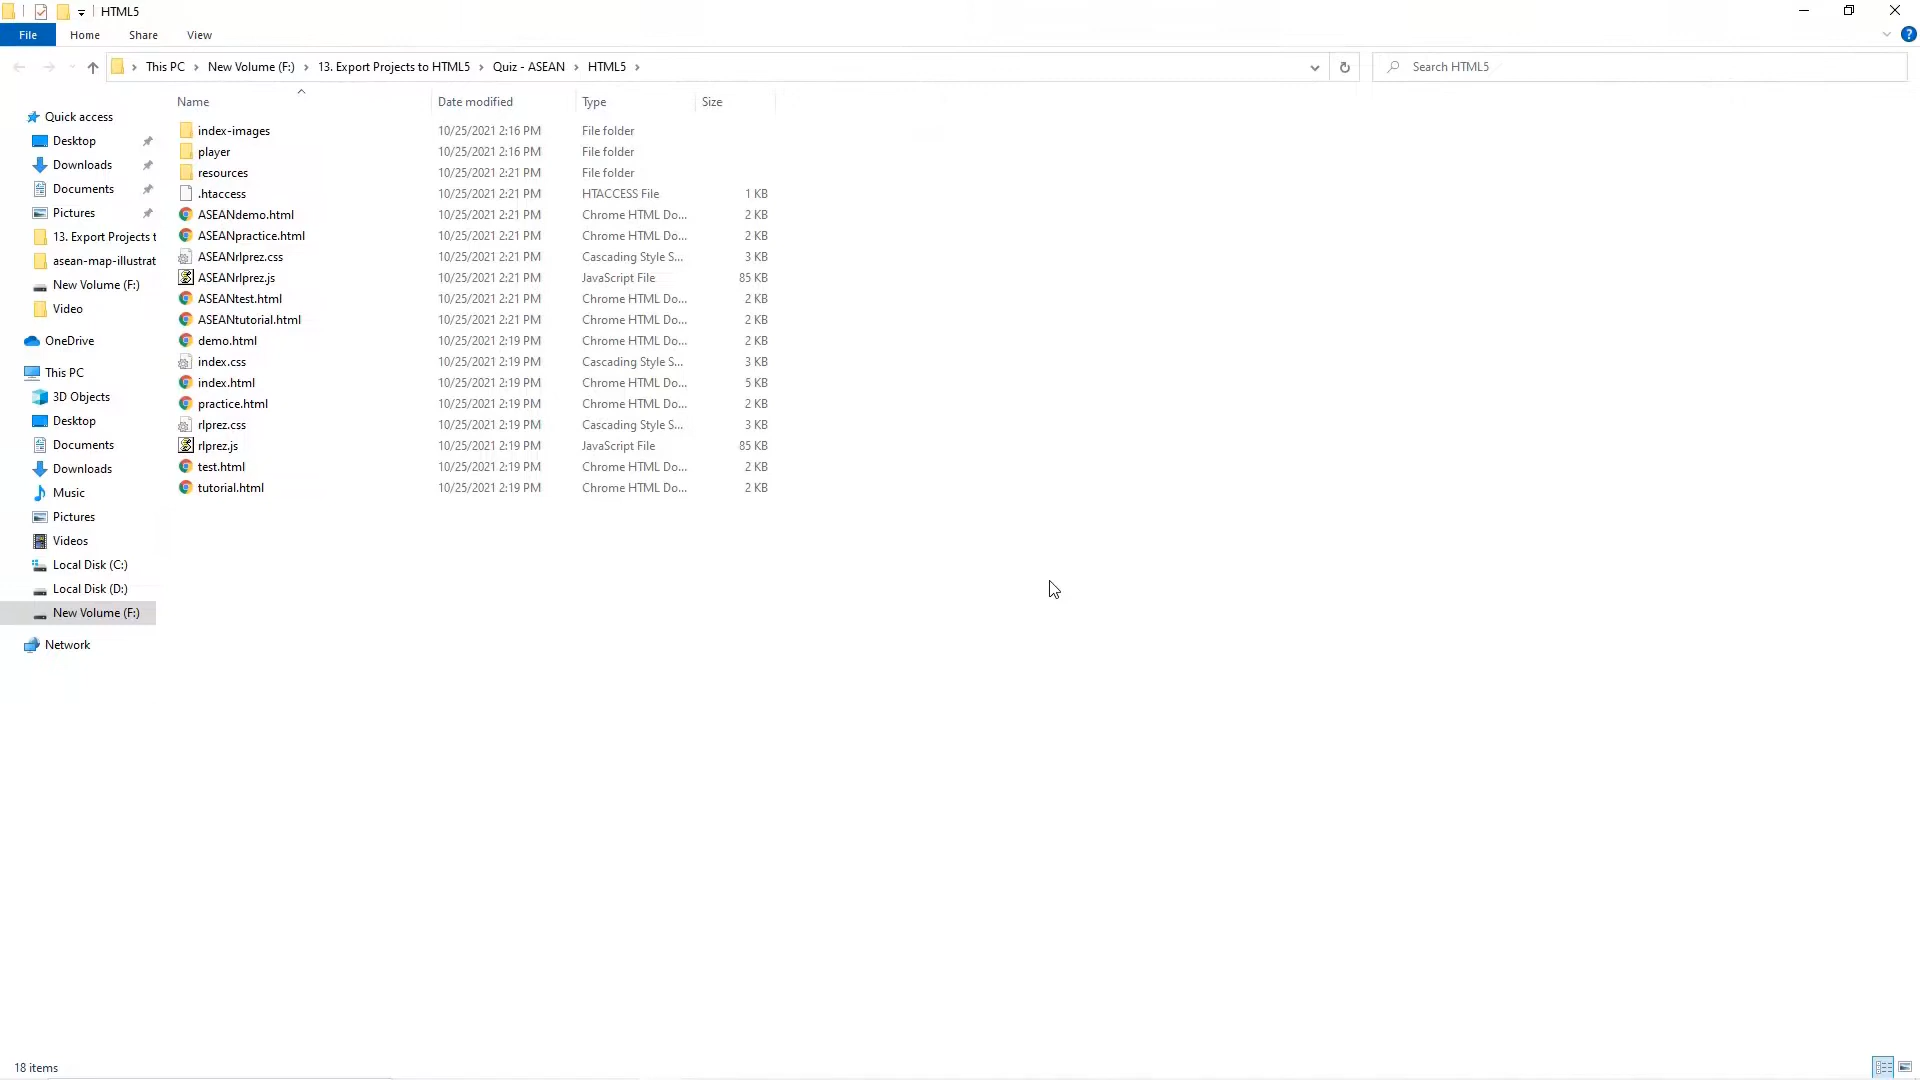 HTML5
File Home Share View
This PC New Volume (F:) 13. Export Projects to HTML5 Quiz - ASEAN HTML5
Search HTML5
Name Date modified Type Size
Quick access
Desktop
Downloads
Documents
Pictures
13. Export Projects t
asean-map-illustrat
New Volume (F:)
Video
OneDrive
This PC
3D Objects
Desktop
Documents
Downloads
Music
Pictures
Videos
Local Disk (C:)
Local Disk (D:)
New Volume (F:)
Network
index-images 10/25/2021 2:16 PM File folder
player 10/25/2021 2:16 PM File folder
resources 10/25/2021 2:21 PM File folder
.htaccess 10/25/2021 2:21 PM HTACCESS File 1 KB
ASEANdemo.html 10/25/2021 2:21 PM Chrome HTML Do... 2 KB
ASEANpractice.html 10/25/2021 2:21 PM Chrome HTML Do... 2 KB
ASEANrlprez.css 10/25/2021 2:21 PM Cascading Style S... 3 KB
ASEANrlprez.js 10/25/2021 2:21 PM JavaScript File 85 KB
ASEANtest.html 10/25/2021 2:21 PM Chrome HTML Do... 2 KB
ASEANtutorial.html 10/25/2021 2:21 PM Chrome HTML Do... 2 KB
demo.html 10/25/2021 2:19 PM Chrome HTML Do... 2 KB
index.css 10/25/2021 2:19 PM Cascading Style S... 3 KB
index.html 10/25/2021 2:19 PM Chrome HTML Do... 5 KB
practice.html 10/25/2021 2:19 PM Chrome HTML Do... 2 KB
rlprez.css 10/25/2021 2:19 PM Cascading Style S... 3 KB
rlprez.js 10/25/2021 2:19 PM JavaScript File 85 KB
test.html 10/25/2021 2:19 PM Chrome HTML Do... 2 KB
tutorial.html 10/25/2021 2:19 PM Chrome HTML Do... 2 KB
18 items